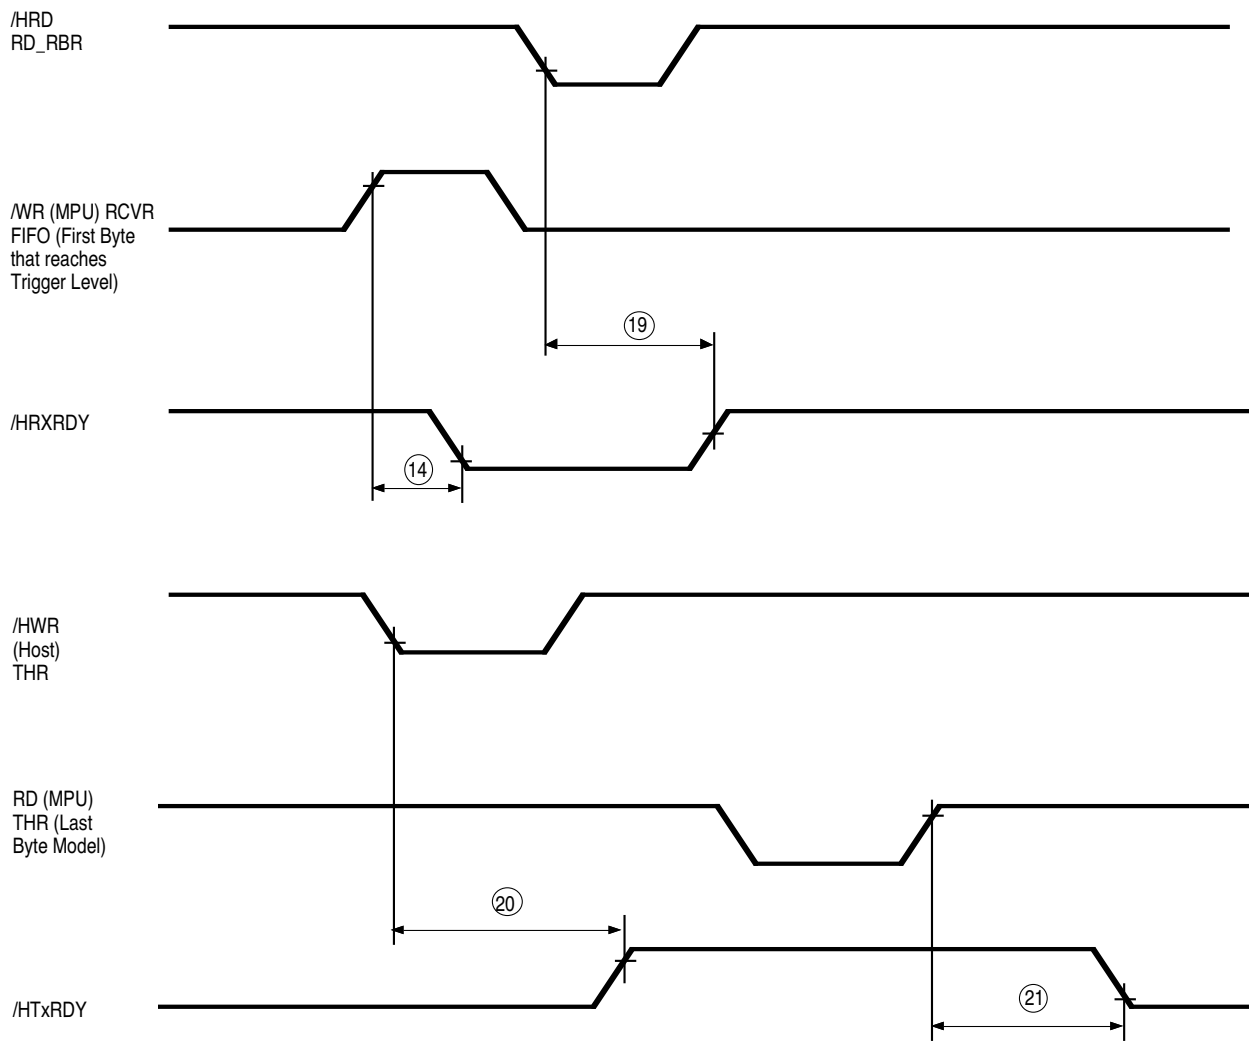 /HRD
RD_RBR
/WR (MPU) RCVR
FIFO (First Byte
that reaches
Trigger Level)
19
/HRXRDY
14
/HWR
(Host)
THR
RD (MPU)
THR (Last
Byte Model)
20
/HTxRDY
21